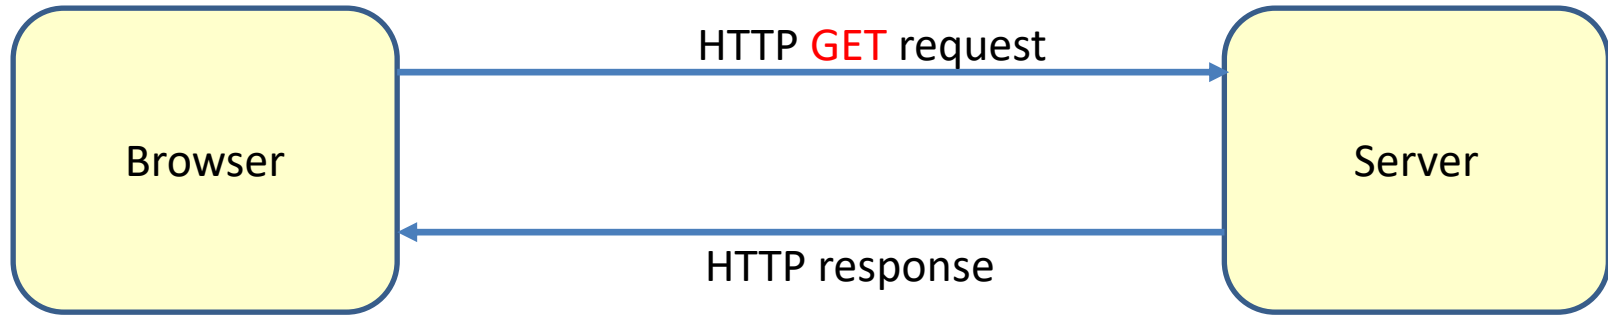 HTTP GET request
Browser
Server
HTTP response